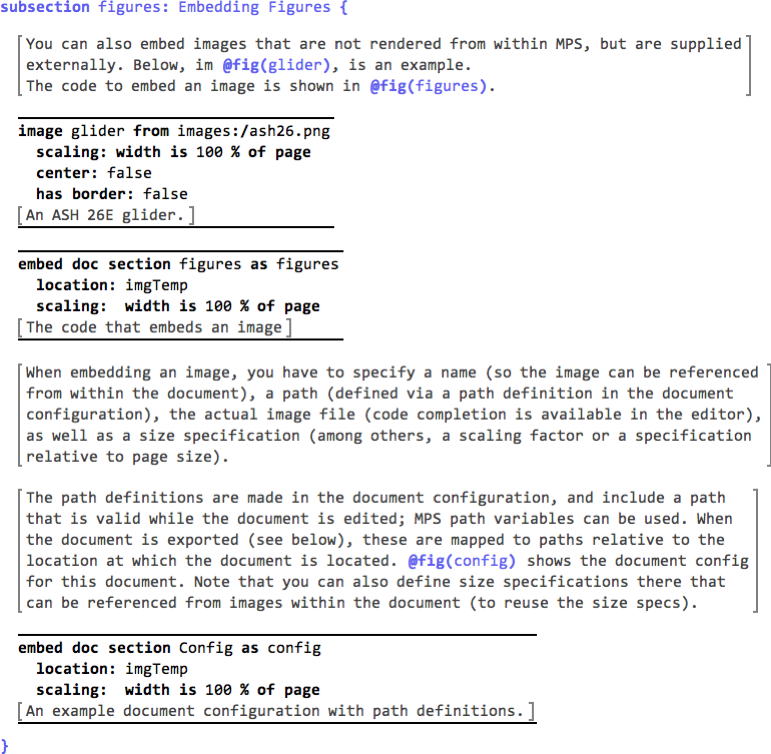 subsection figures: Embedding Figures {
[You can also embed images that are not rendered from within MPS, but are supplied
externally. Below, im @fig(glider), is an example.
The code to embed an image is shown in @fig(figures).]
image glider from images:/ash26.png
scaling: width is 100 % of page
center: false
has border: false
[An ASH 26E glider.]
embed doc section figures as figures
location: imgTemp
scaling: width is 100 % of page
[The code that embeds an image]
[When embedding an image, you have to specify a name (so the image can be referenced
from within the document), a path (defined via a path definition in the document
configuration), the actual image file (code completion is available in the editor),
as well as a size specification (among others, a scaling factor or a specification
relative to page size).]
[The path definitions are made in the document configuration, and include a path
that is valid while the document is edited; MPS path variables can be used. When
the document is exported (see below), these are mapped to paths relative to the
location at which the document is located. @fig(config) shows the document config
for this document. Note that you can also define size specifications there that
can be referenced from images within the document (to reuse the size specs).]
embed doc section Config as config
location: imgTemp
scaling: width is 100 % of page
[An example document configuration with path definitions.]
}